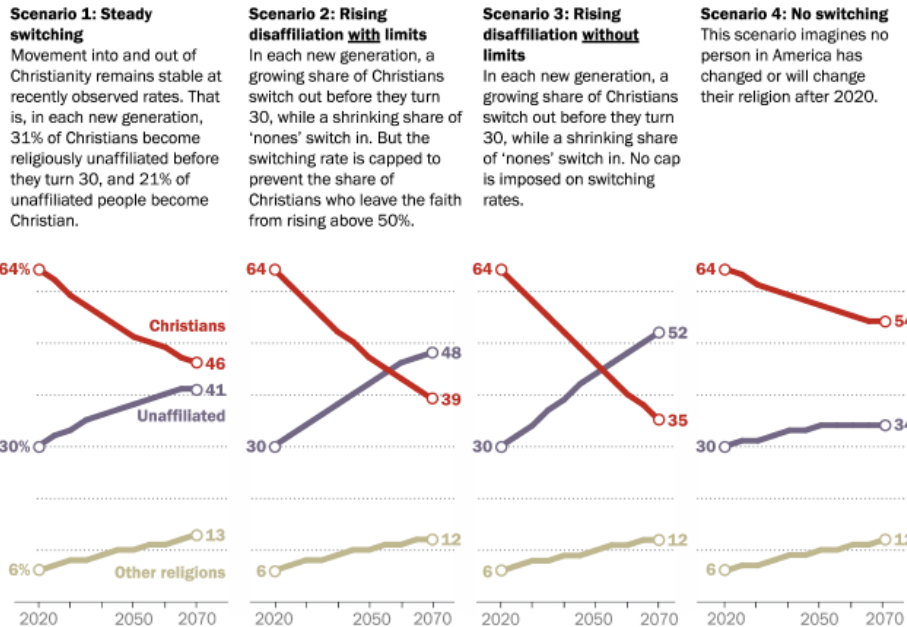 Scenario 1: Steady
switching
Movement into and out of
Christianity remains stable at
recently observed rates. That
is, in each new generation,
31% of Christians become
religiously unaffiliated before
they turn 30, and 21% of
unaffiliated people become
Christian.
Scenario 2: Rising
disaffiliation with limits
In each new generation, a
growing share of Christians
switch out before they turn
30, while a shrinking share of
‘nones’ switch in. But the
switching rate is capped to
prevent the share of
Christians who leave the faith
from rising above 50%.
Scenario 3: Rising
disaffiliation without
limits
In each new generation, a
growing share of Christians
switch out before they turn
30, while a shrinking share
of ‘nones’ switch in. No cap
is imposed on switching
rates.
Scenario 4: No switching
This scenario imagines no
person in America has
changed or will change
their religion after 2020.
64%
Christians
46
41
Unaffiliated
30%
13
6%
Other religions
2020 2050 2070
64
48
39
30
12
6
2020 2050 2070
64
52
35
30
12
6
2020 2050 2070
64
54
34
30
12
6
2020 2050 2070